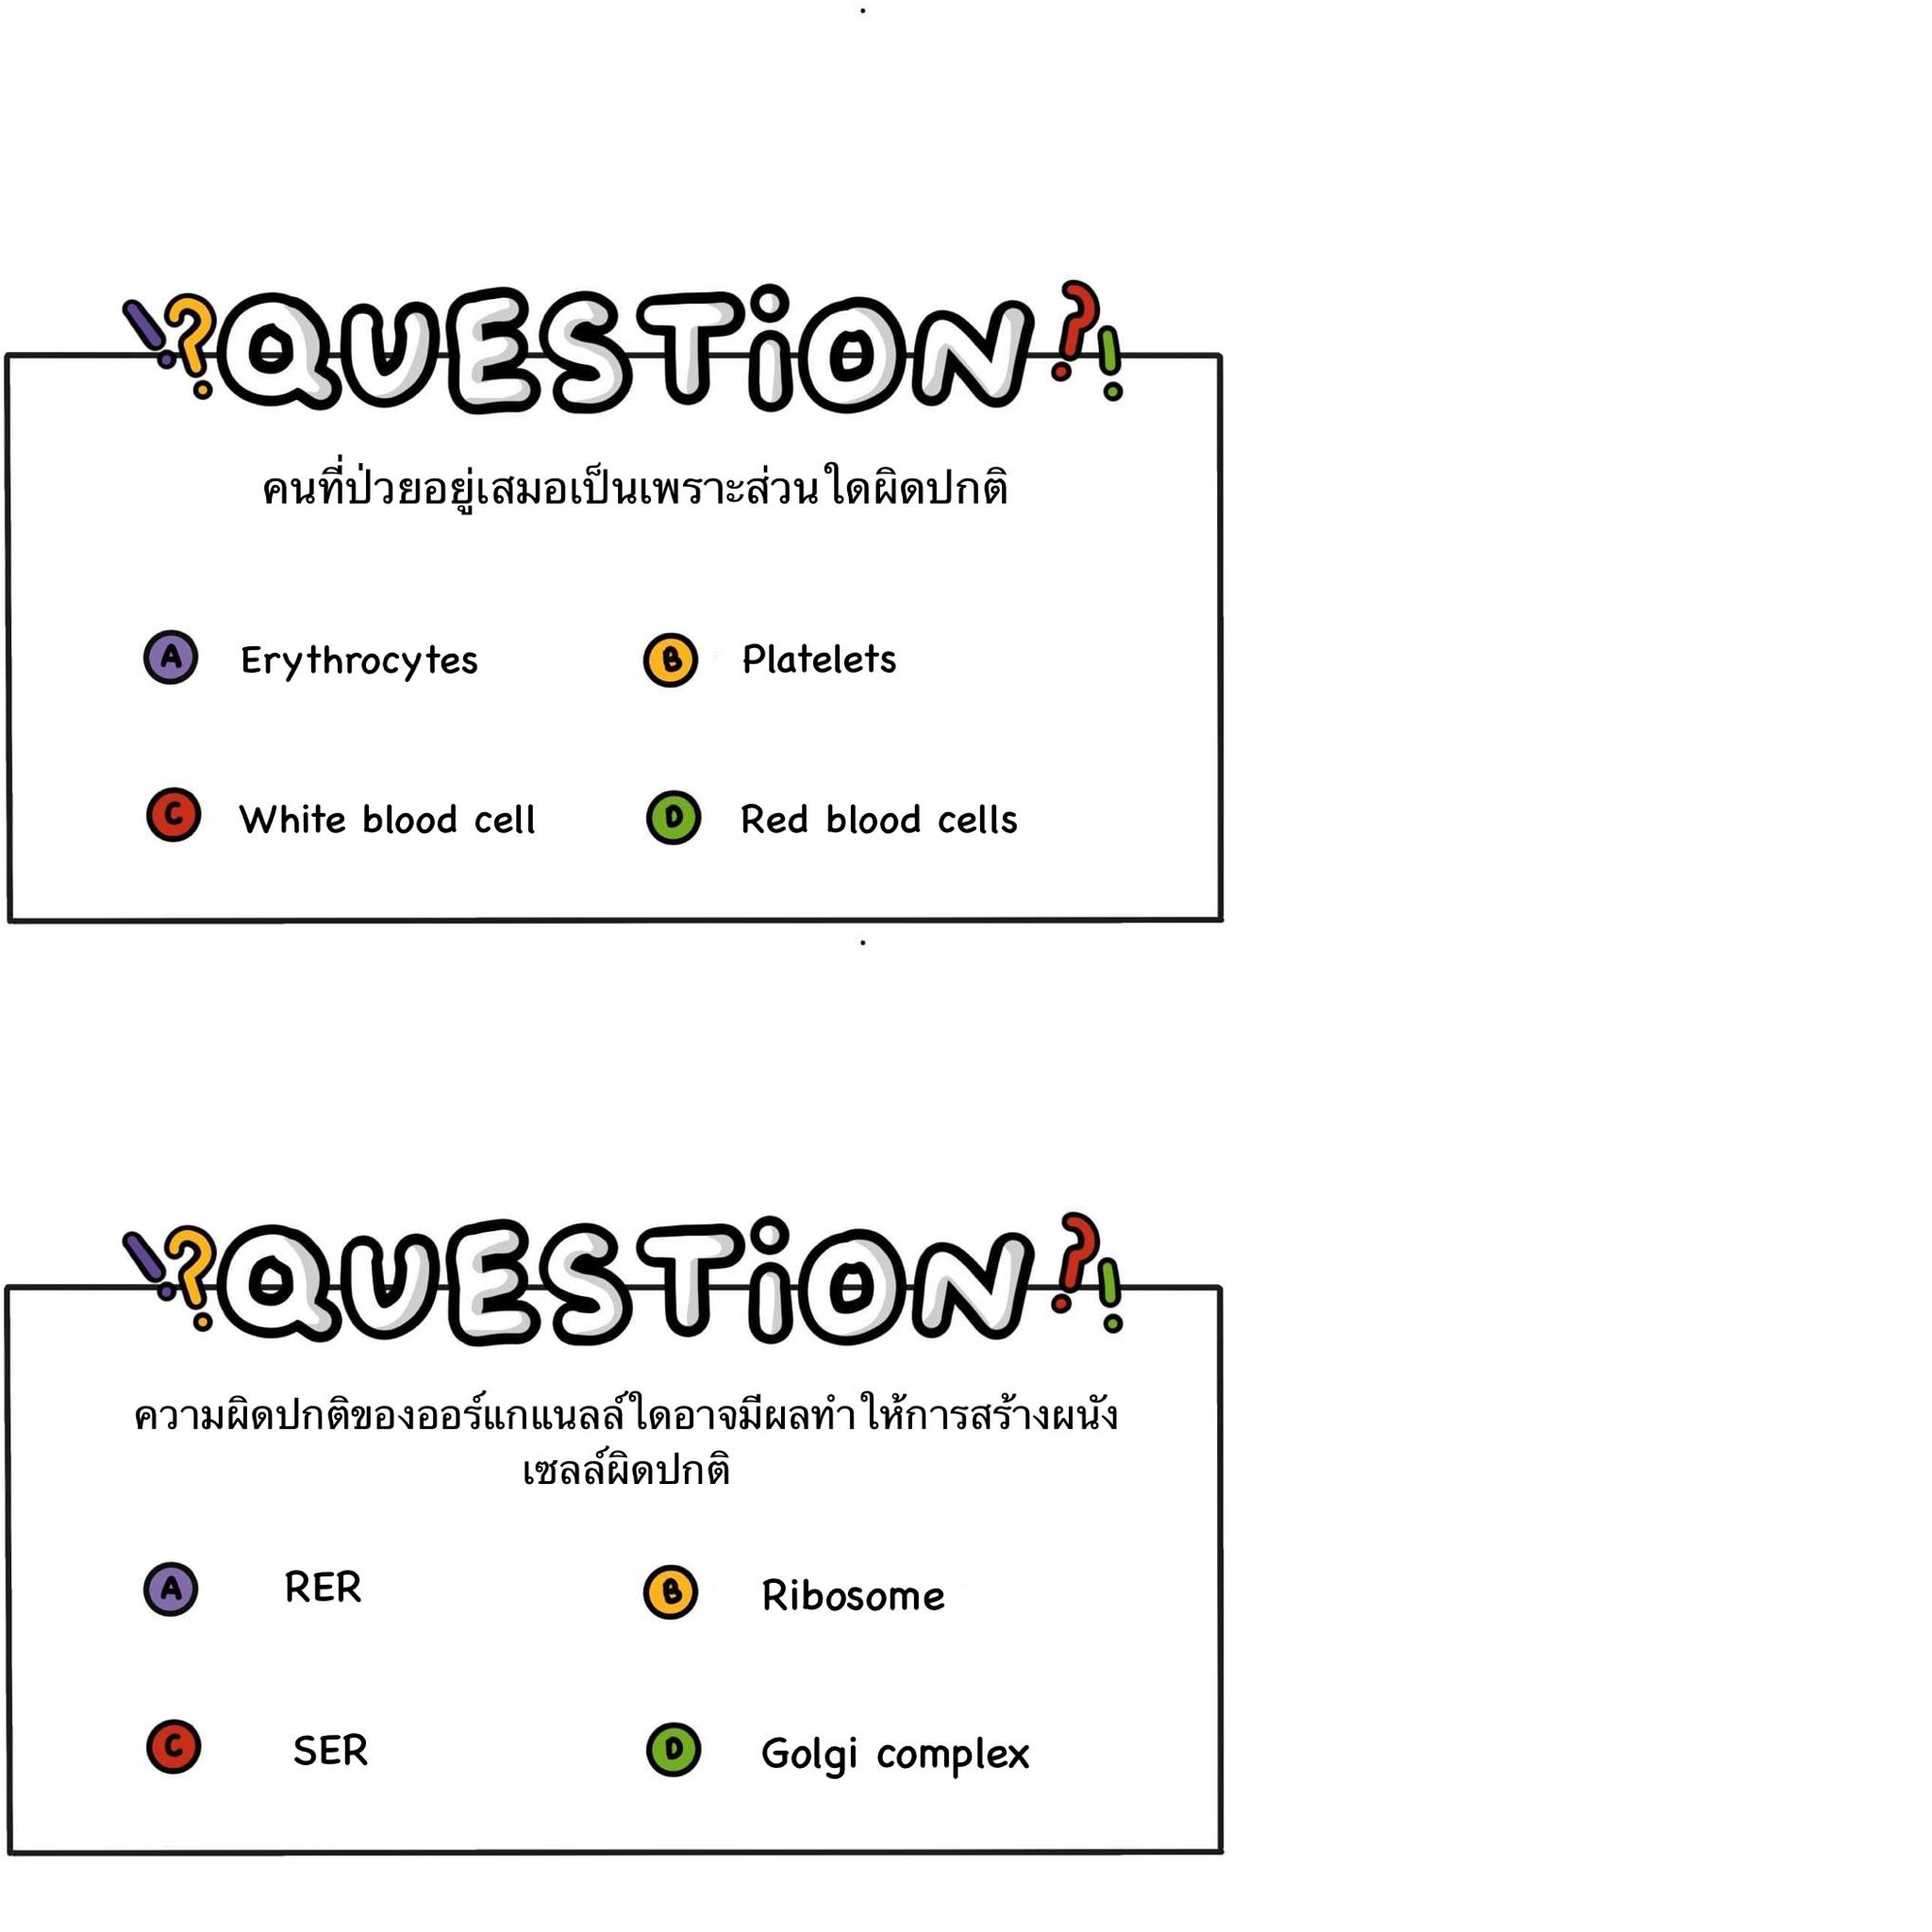 QUESTiON
คนที่ป่วยอยู่เสมอเป็นเพราะส่วนใดผิดปกติ
A Erythrocytes
B Platelets
C White blood cell
D Red blood cells
QUESTiON
ความผิดปกติของออร์แกแนลล์ใดอาจมีผลทำให้การสร้างผนัง
เซลล์ผิดปกติ
A RER
B Ribosome
C SER
D Golgi complex